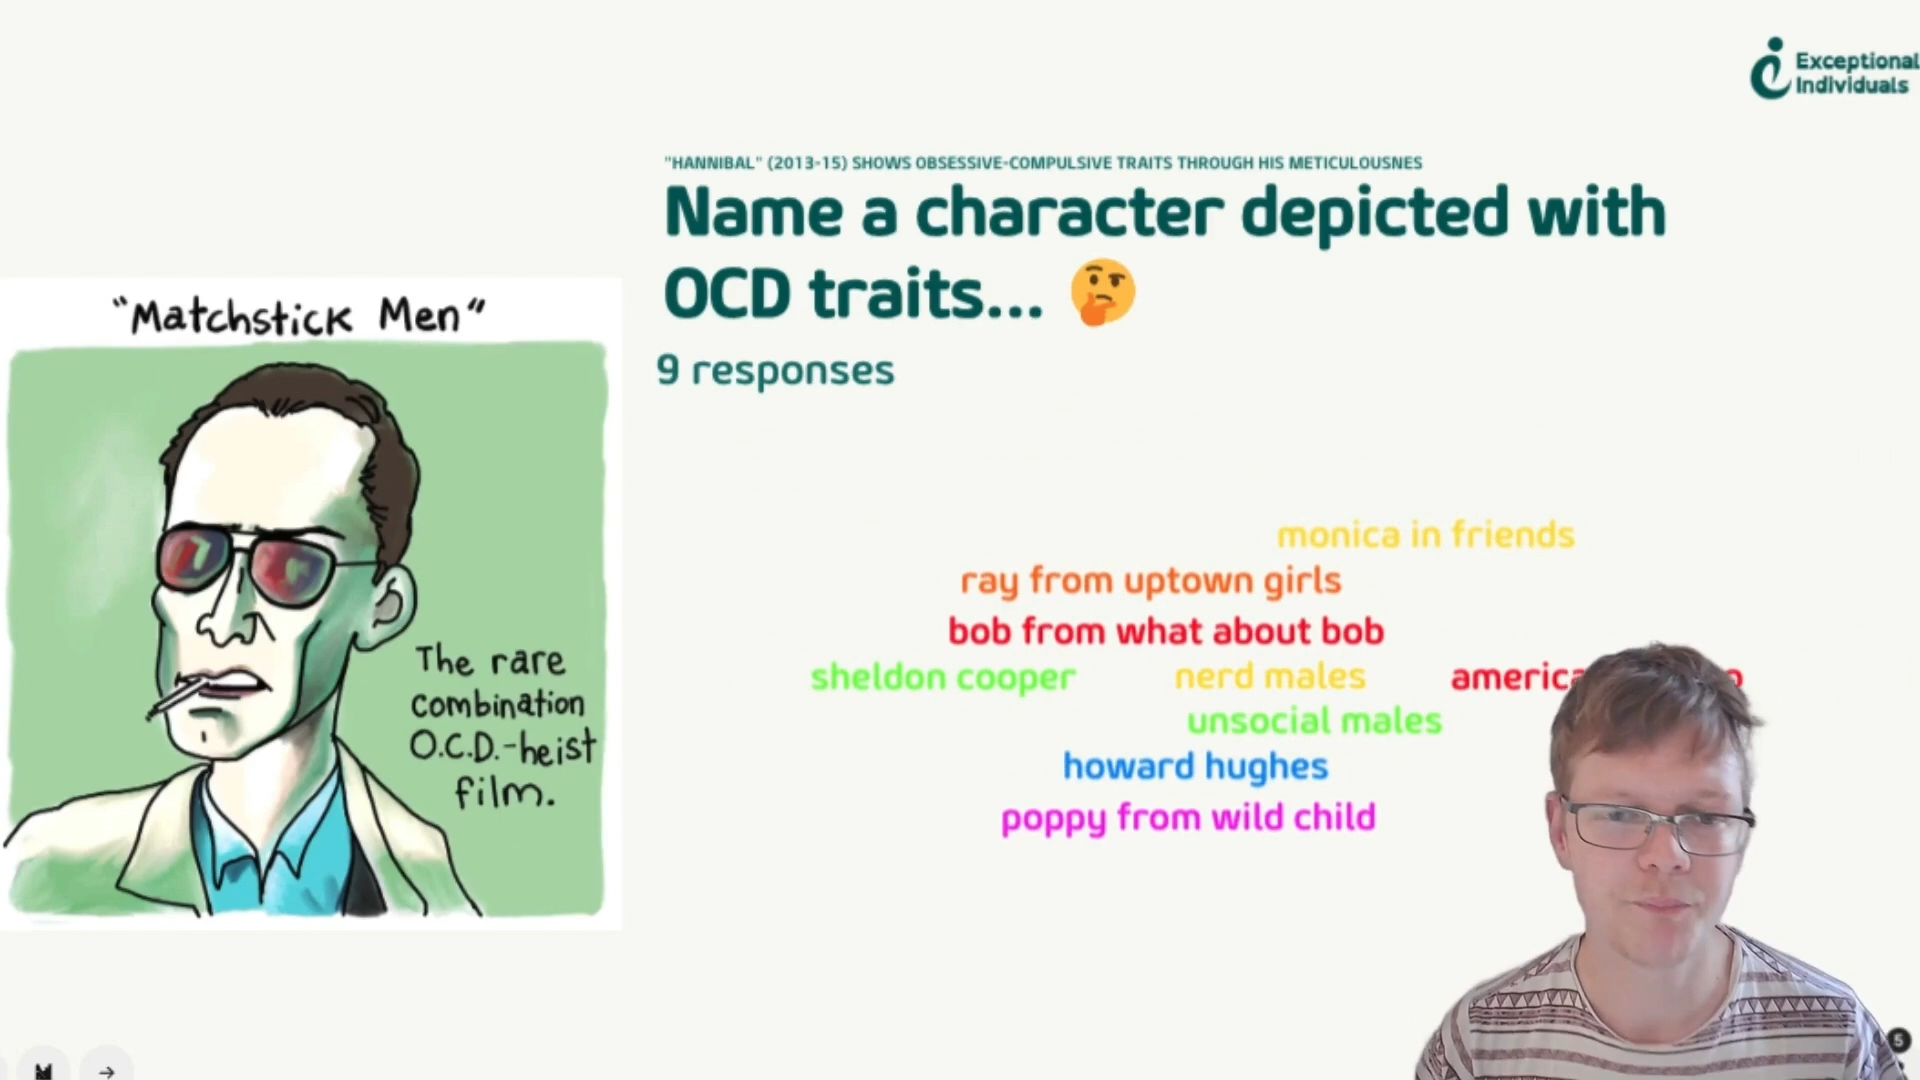 Exceptional
Individuals
"HANNIBAL" (2013-15) SHOWS OBSESSIVE-COMPULSIVE TRAITS THROUGH HIS METICULOUSNES
Name a character depicted with
OCD traits... 🤔
9 responses
"Matchstick Men"
The rare
combination
O.C.D.-heist
film.
monica in friends
ray from uptown girls
bob from what about bob
sheldon cooper nerd males
unsocial males
howard hughes
poppy from wild child
5